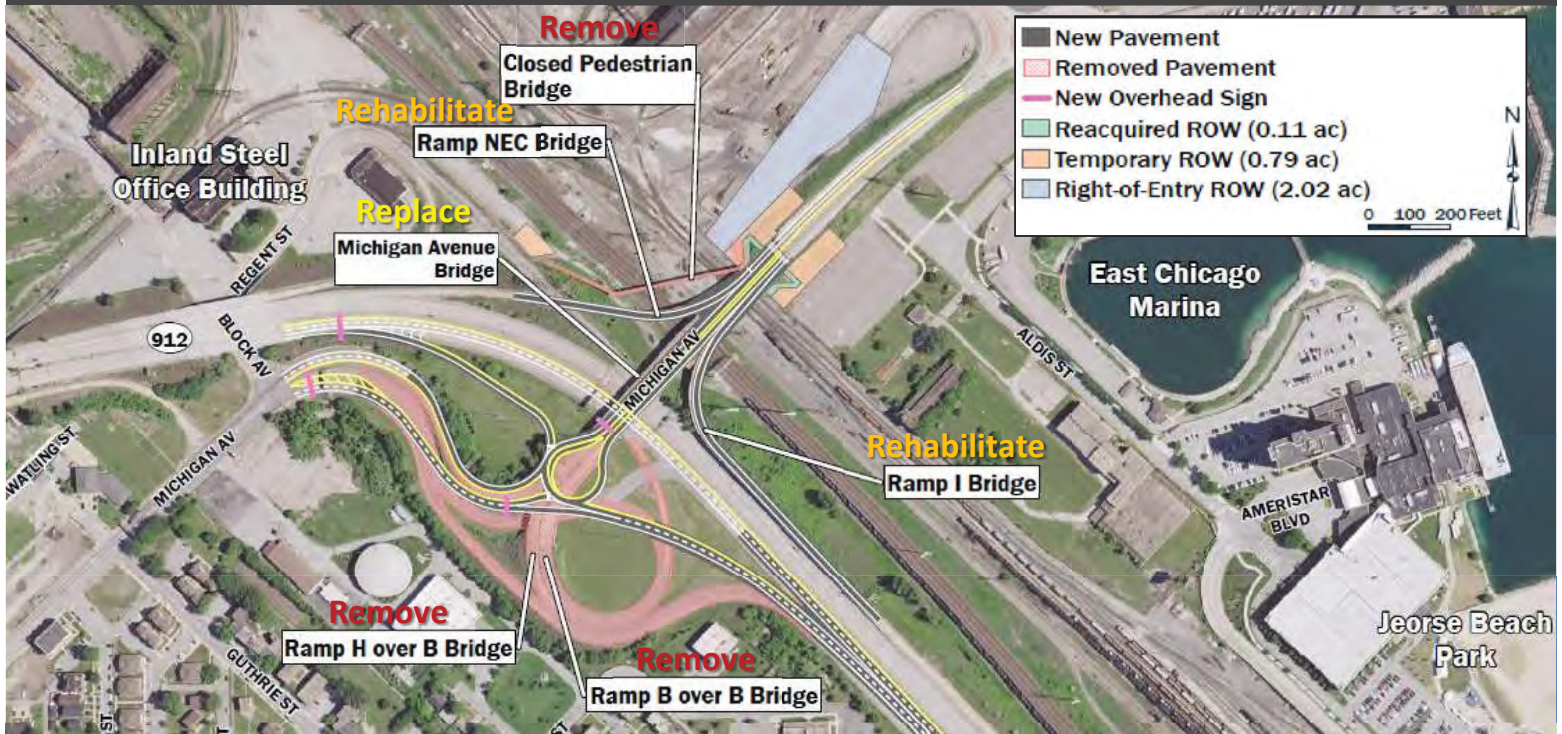 Remove
Closed Pedestrian
Bridge
Rehabilitate
Ramp NEC Bridge
Inland Steel
Office Building
Replace
Michigan Avenue
Bridge
REGENT ST
BLOCK AV
912
MICHIGAN AV
MICHIGAN AV
WATLING ST
GUTHRIE ST
ST
ST
Remove
Ramp H over B Bridge
Remove
Ramp B over B Bridge
Rehabilitate
Ramp I Bridge
ALDIS ST
East Chicago
Marina
AMERISTAR
BLVD
Jeorse Beach
Park
New Pavement
Removed Pavement
New Overhead Sign
Reacquired ROW (0.11 ac)
Temporary ROW (0.79 ac)
Right-of-Entry ROW (2.02 ac)
N
0 100 200 Feet